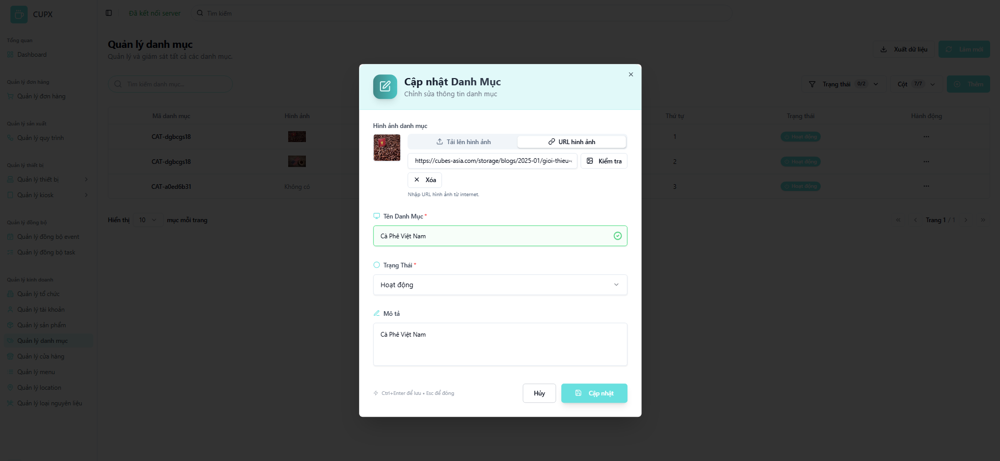 CUPX
Đã kết nối server
Tìm kiếm
Tổng quan
Dashboard
Quản lý đơn hàng
Quản lý đơn hàng
Quản lý sản xuất
Quản lý quy trình
Quản lý thiết bị
Quản lý thiết bị
Quản lý kiosk
Quản lý đồng bộ
Quản lý đồng bộ event
Quản lý đồng bộ task
Quản lý kinh doanh
Quản lý tổ chức
Quản lý tài khoản
Quản lý sản phẩm
Quản lý danh mục
Quản lý cửa hàng
Quản lý menu
Quản lý location
Quản lý loại nguyên liệu
Quản lý danh mục
Quản lý và giám sát tất cả các danh mục.
Xuất dữ liệu
Làm mới
Tìm kiếm danh mục...
Trạng thái 0/2
Cột 7/7
Thêm
Mã danh mục Hình ảnh Thứ tự Trạng thái Hành động
CAT-dgbcgs18 1 Hoạt động
CAT-dgbcgs18 2 Hoạt động
CAT-a0ed6b31 Không có 3 Hoạt động
Hiển thị 10 mục mỗi trang
Trang 1 / 1
Cập nhật Danh Mục
Chỉnh sửa thông tin danh mục
Hình ảnh danh mục
Tải lên hình ảnh
URL hình ảnh
https://cubes-asia.com/storage/blogs/2025-01/gioi-thieu-
Kiểm tra
Xóa
Nhập URL hình ảnh từ internet.
Tên Danh Mục *
Cà Phê Việt Nam
Trạng Thái *
Hoạt động
Mô tả
Cà Phê Việt Nam
Ctrl+Enter để lưu • Esc để đóng
Hủy
Cập nhật